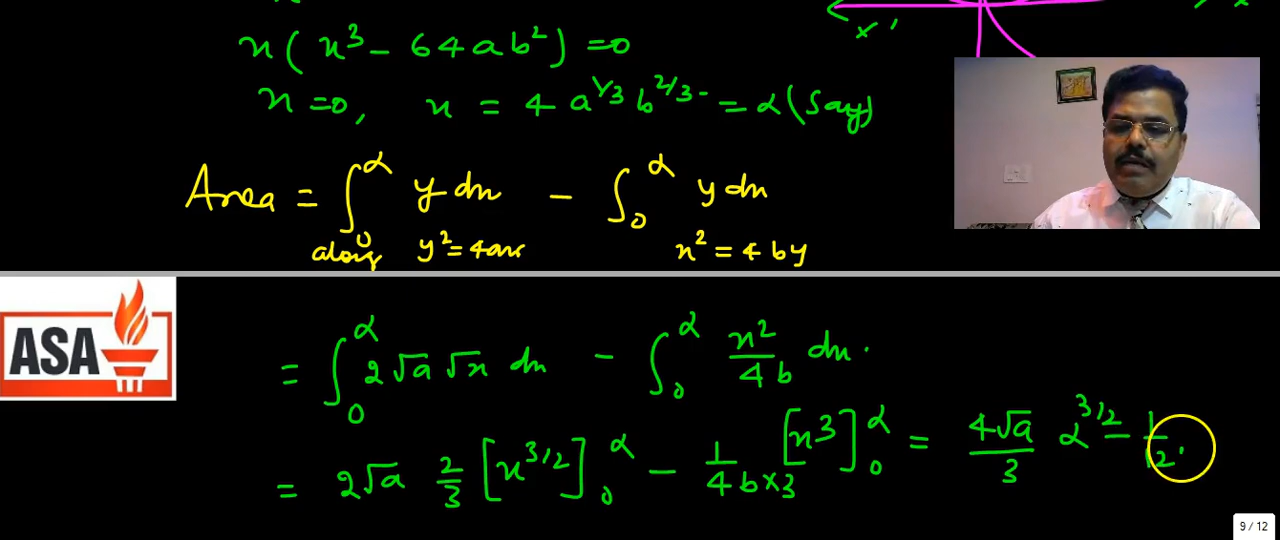 x'
x(x³ - 64ab²) = 0
x = 0, x = 4 a^1/3 b^2/3 = α (say)
Area = ∫₀^α y dx - ∫₀^α y dx
along y² = 4ax x² = 4by
ASA
= ∫₀^α 2√a √x dx - ∫₀^α x²/4b dx.
= 2√a 2/3 [x^3/2]₀^α - 1/4b×3 [x³]₀^α = 4√a/3 α^3/2 - 1/12.
9 / 12